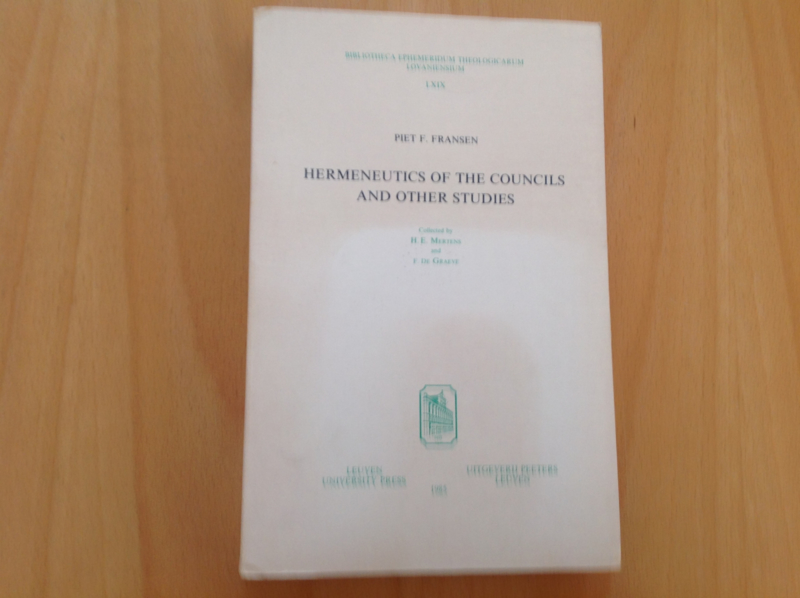 BIBLIOTHECA EPHEMERIDUM THEOLOGICARUM
LOVANIENSIUM
LXIX
PIET F. FRANSEN
HERMENEUTICS OF THE COUNCILS
AND OTHER STUDIES
Collected by
H.E. MERTENS
and
F. DE GRAEVE
LEUVEN
UNIVERSITY PRESS
1985
UITGEVERIJ PEETERS
LEUVEN